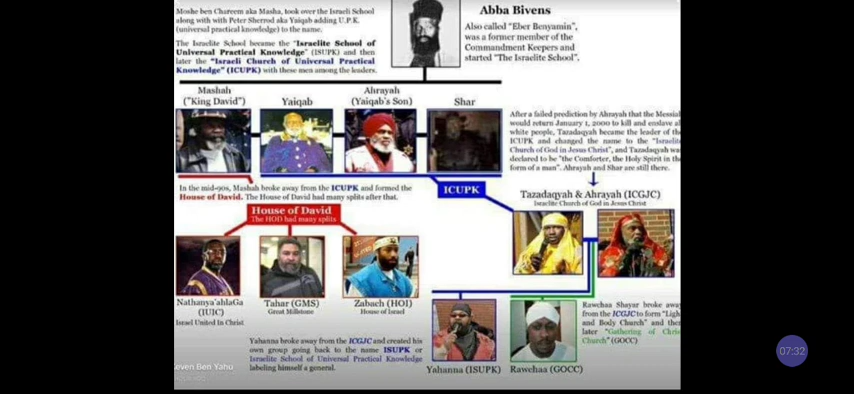 Moshe ben Chareem aka Masha, took over the Israeli School
along with with Peter Sherrod aka Yaiqab adding U.P.K.
(universal practical knowledge) to the name.
The Israelite School became the "Israelite School of
Universal Practical Knowledge" (ISUPK) and then
later the "Israeli Church of Universal Practical
Knowledge" (ICUPK) with these men among the leaders.
Abba Bivens
Also called "Eber Benyamin",
was a former member of the
Commandment Keepers and
started "The Israelite School".
Mashah
("King David")
Yaiqab
Ahrayah
(Yaiqab's Son)
Shar
After a failed prediction by Ahrayah that the Messiah
would return January 1, 2000 to kill and enslave
white people, Tazadaqyah became the leader of the
ICUPK and changed the name to the "Israelite
Church of God in Jesus Christ", and Tazadaqyah
declared to be "the Comforter, the Holy Spirit in the
form of a man". Ahrayah and Shar are still there.
In the mid-90s, Mashah broke away from the ICUPK and formed the
House of David. The House of David had many splits after that.
ICUPK
Tazadaqyah & Ahrayah (ICGJC)
Israelite Church of God in Jesus Christ
House of David
The HOD had many splits
Nathanya'ahlaGa
(IUIC)
Israel United In Christ
Tahar (GMS)
Great Millstone
Zabach (HOI)
House of Israel
Yahanna broke away from the ICGJC and created his
own group going back to the name ISUPK or
Israelite School of Universal Practical Knowledge
labeling himself a general.
Yahanna (ISUPK)
Rawchaa (GOCC)
Rawchaa Shayar broke away
from the ICGJC to form "Light
and Body Church" and then
later "Gathering of Christ
Church" (GOCC)
even Ben Yahu
07:32